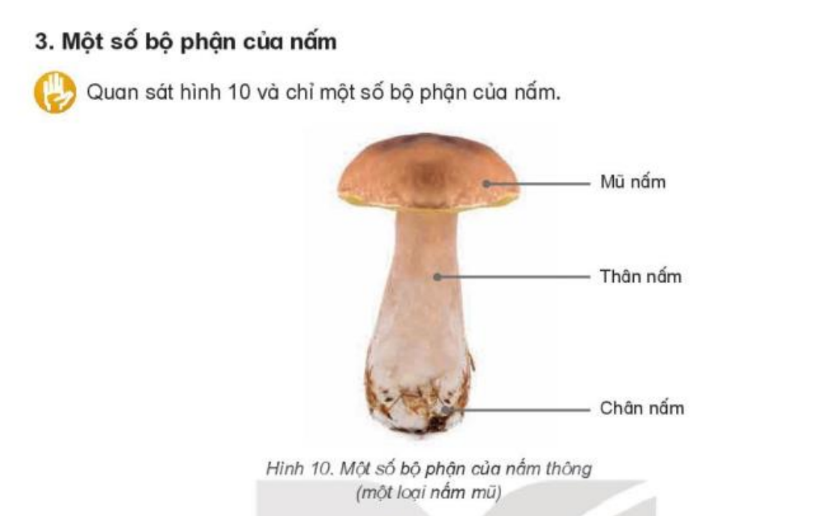 3. Một số bộ phận của nấm
Quan sát hình 10 và chỉ một số bộ phận của nấm.
Mũ nấm
Thân nấm
Chân nấm
Hình 10. Một số bộ phận của nấm thông
(một loại nấm mũ)